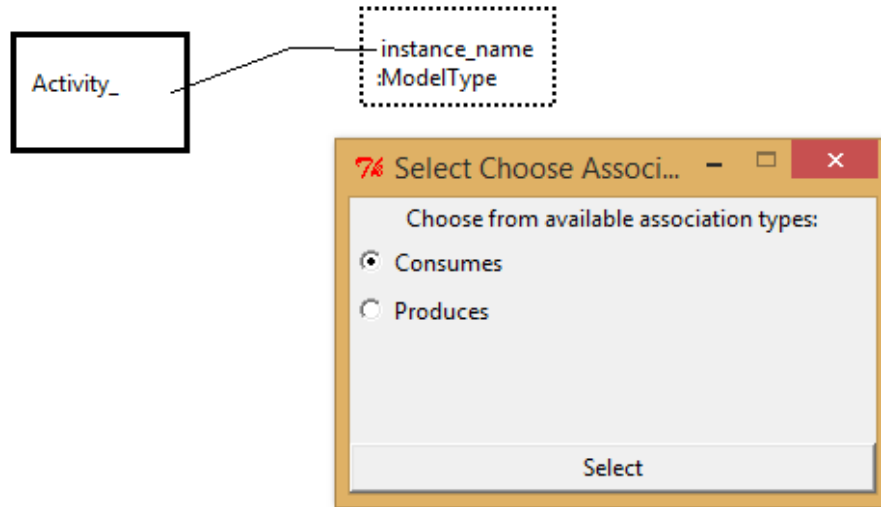 instance_name
:ModelType
Activity_
Select Choose Associ...
Choose from available association types:
Consumes
Produces
Select